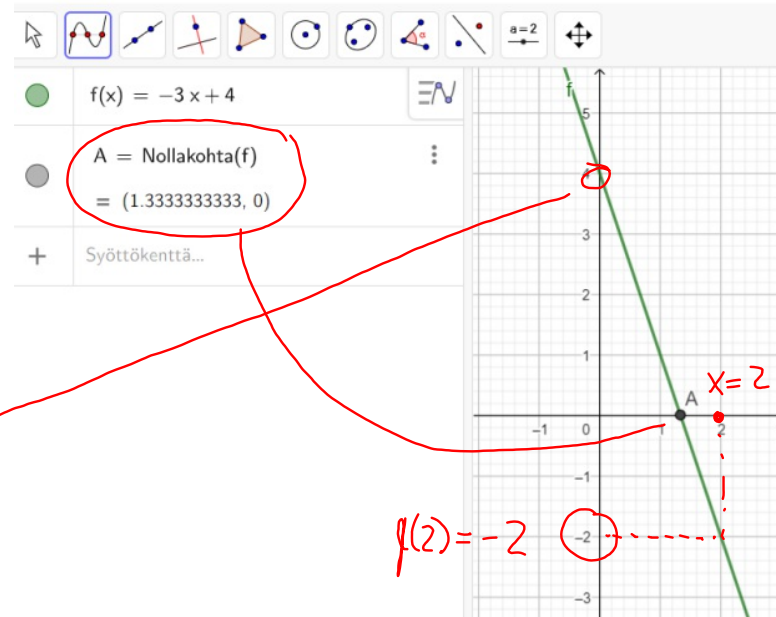 a=2
f(x) = −3 x + 4
A = Nollakohta(f)
= (1.3333333333, 0)
+ Syöttökenttä...
f
5
4
3
2
1
x=2
A
−1 0 1 2
−1
f(2)=-2 −2
−3